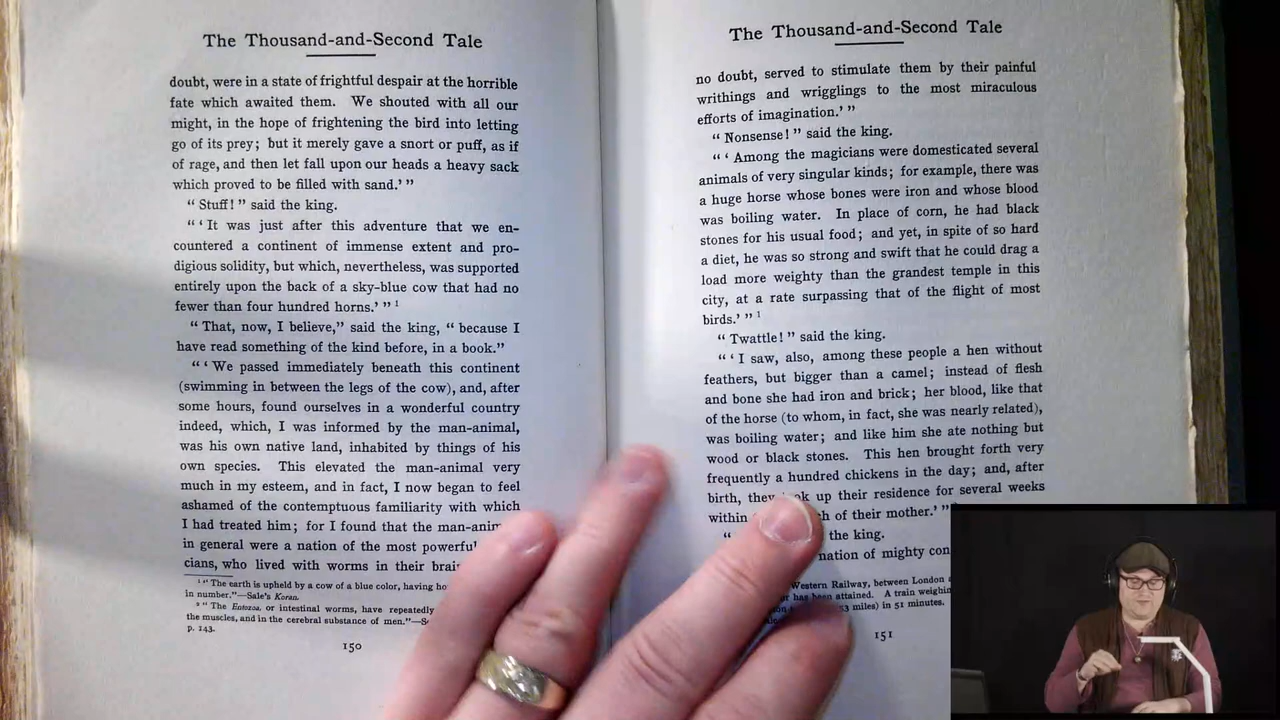 The Thousand-and-Second Tale
doubt, were in a state of frightful despair at the horrible
fate which awaited them. We shouted with all our
might, in the hope of frightening the bird into letting
go of its prey; but it merely gave a snort or puff, as if
of rage, and then let fall upon our heads a heavy sack
which proved to be filled with sand.' ”
“ Stuff! ” said the king.
“ ‘ It was just after this adventure that we en-
countered a continent of immense extent and pro-
digious solidity, but which, nevertheless, was supported
entirely upon the back of a sky-blue cow that had no
fewer than four hundred horns.’ ” 1
“ That, now, I believe,” said the king, “ because I
have read something of the kind before, in a book.”
“ ‘ We passed immediately beneath this continent
(swimming in between the legs of the cow), and, after
some hours, found ourselves in a wonderful country
indeed, which, I was informed by the man-animal,
was his own native land, inhabited by things of his
own species. This elevated the man-animal very
much in my esteem, and in fact, I now began to feel
ashamed of the contemptuous familiarity with which
I had treated him; for I found that the
in general were a nation of the most
cians, who lived with worms in their
1 “ The earth is upheld by a cow of a blue color, having
in number.”—Sale's Koran.
2 “ The Entozoa, or intestinal worms, have repeatedly
the muscles, and in the cerebral substance of men.”—
p. 143.
150
The Thousand-and-Second Tale
no doubt, served to stimulate them by their painful
writhings and wrigglings to the most miraculous
efforts of imagination.’ ”
“ Nonsense! ” said the king.
“ ‘ Among the magicians were domesticated several
animals of very singular kinds; for example, there was
a huge horse whose bones were iron and whose blood
was boiling water. In place of corn, he had black
stones for his usual food; and yet, in spite of so hard
a diet, he was so strong and swift that he could drag a
load more weighty than the grandest temple in this
city, at a rate surpassing that of the flight of most
birds.’ ” 1
“ Twattle! ” said the king.
“ ‘ I saw, also, among these people a hen without
feathers, but bigger than a camel; instead of flesh
and bone she had iron and brick; her blood, like that
of the horse (to whom, in fact, she was nearly related),
was boiling water; and like him she ate nothing but
wood or black stones. This hen brought forth very
frequently a hundred chickens in the day; and, after
birth, they up their residence for several weeks
within of their mother.’ ”
“ the king.
nation of mighty
Western Railway, between London
has been attained. A train
53 miles) in 51 minutes.
151